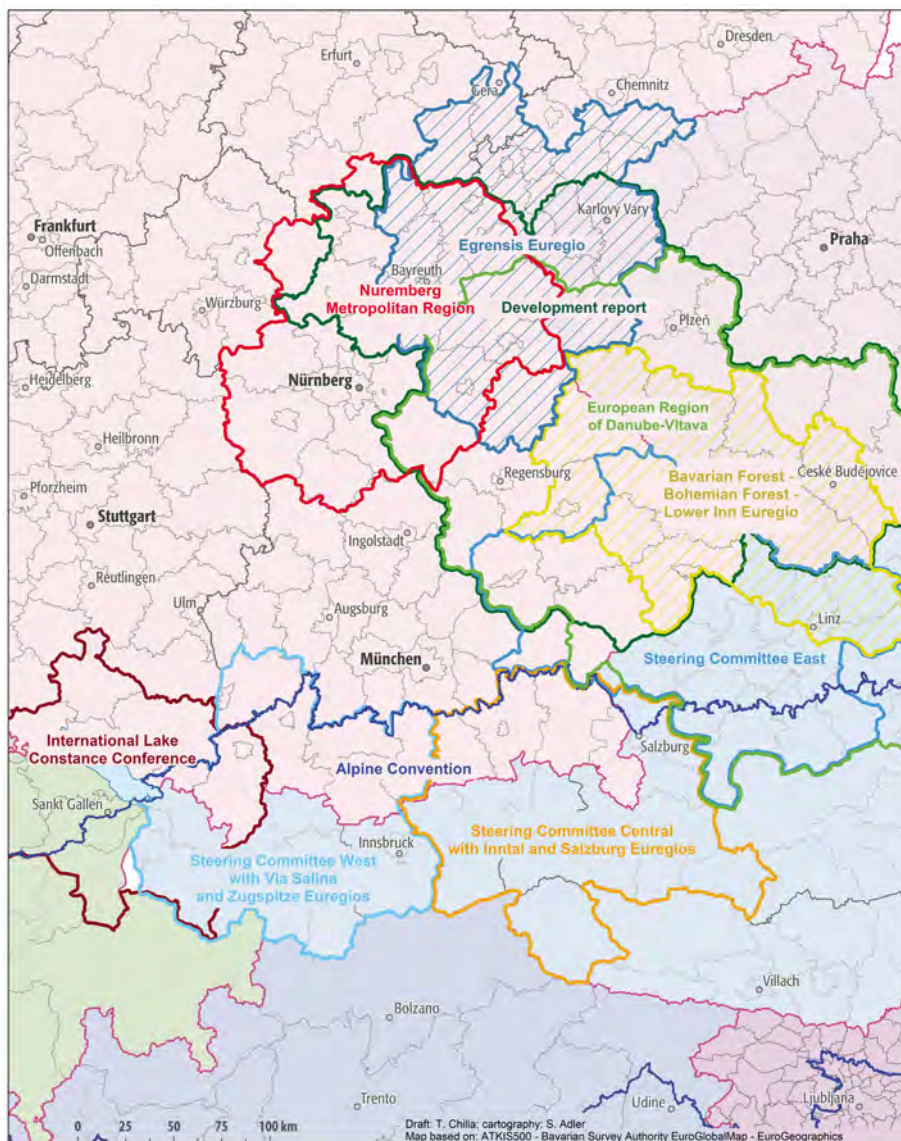 Dresden
Erfurt
Gera
Chemnitz
Karlovy Vary
Frankfurt
Offenbach
Praha
Egrensis Euregio
Darmstadt
Bayreuth
Würzburg
Nuremberg
Metropolitan Region
Development report
Plzeň
Heidelberg
Nürnberg
European Region
of Danube-Vltava
Heilbronn
Regensburg
České Budějovice
Bavarian Forest -
Bohemian Forest -
Lower Inn Euregio
Pforzheim
Stuttgart
Ingolstadt
Reutlingen
Ulm
Augsburg
Linz
München
Steering Committee East
International Lake
Constance Conference
Salzburg
Alpine Convention
Sankt Gallen
Innsbruck
Steering Committee Central
with Inntal and Salzburg Euregios
Steering Committee West
with Via Salina
and Zugspitze Euregios
Villach
Bolzano
Trento
Udine
Ljubljana
0 25 50 75 100 km
Draft: T. Chilla; cartography: S. Adler
Map based on: ATKIS500 - Bavarian Survey Authority EuroGlobalMap - EuroGeographics